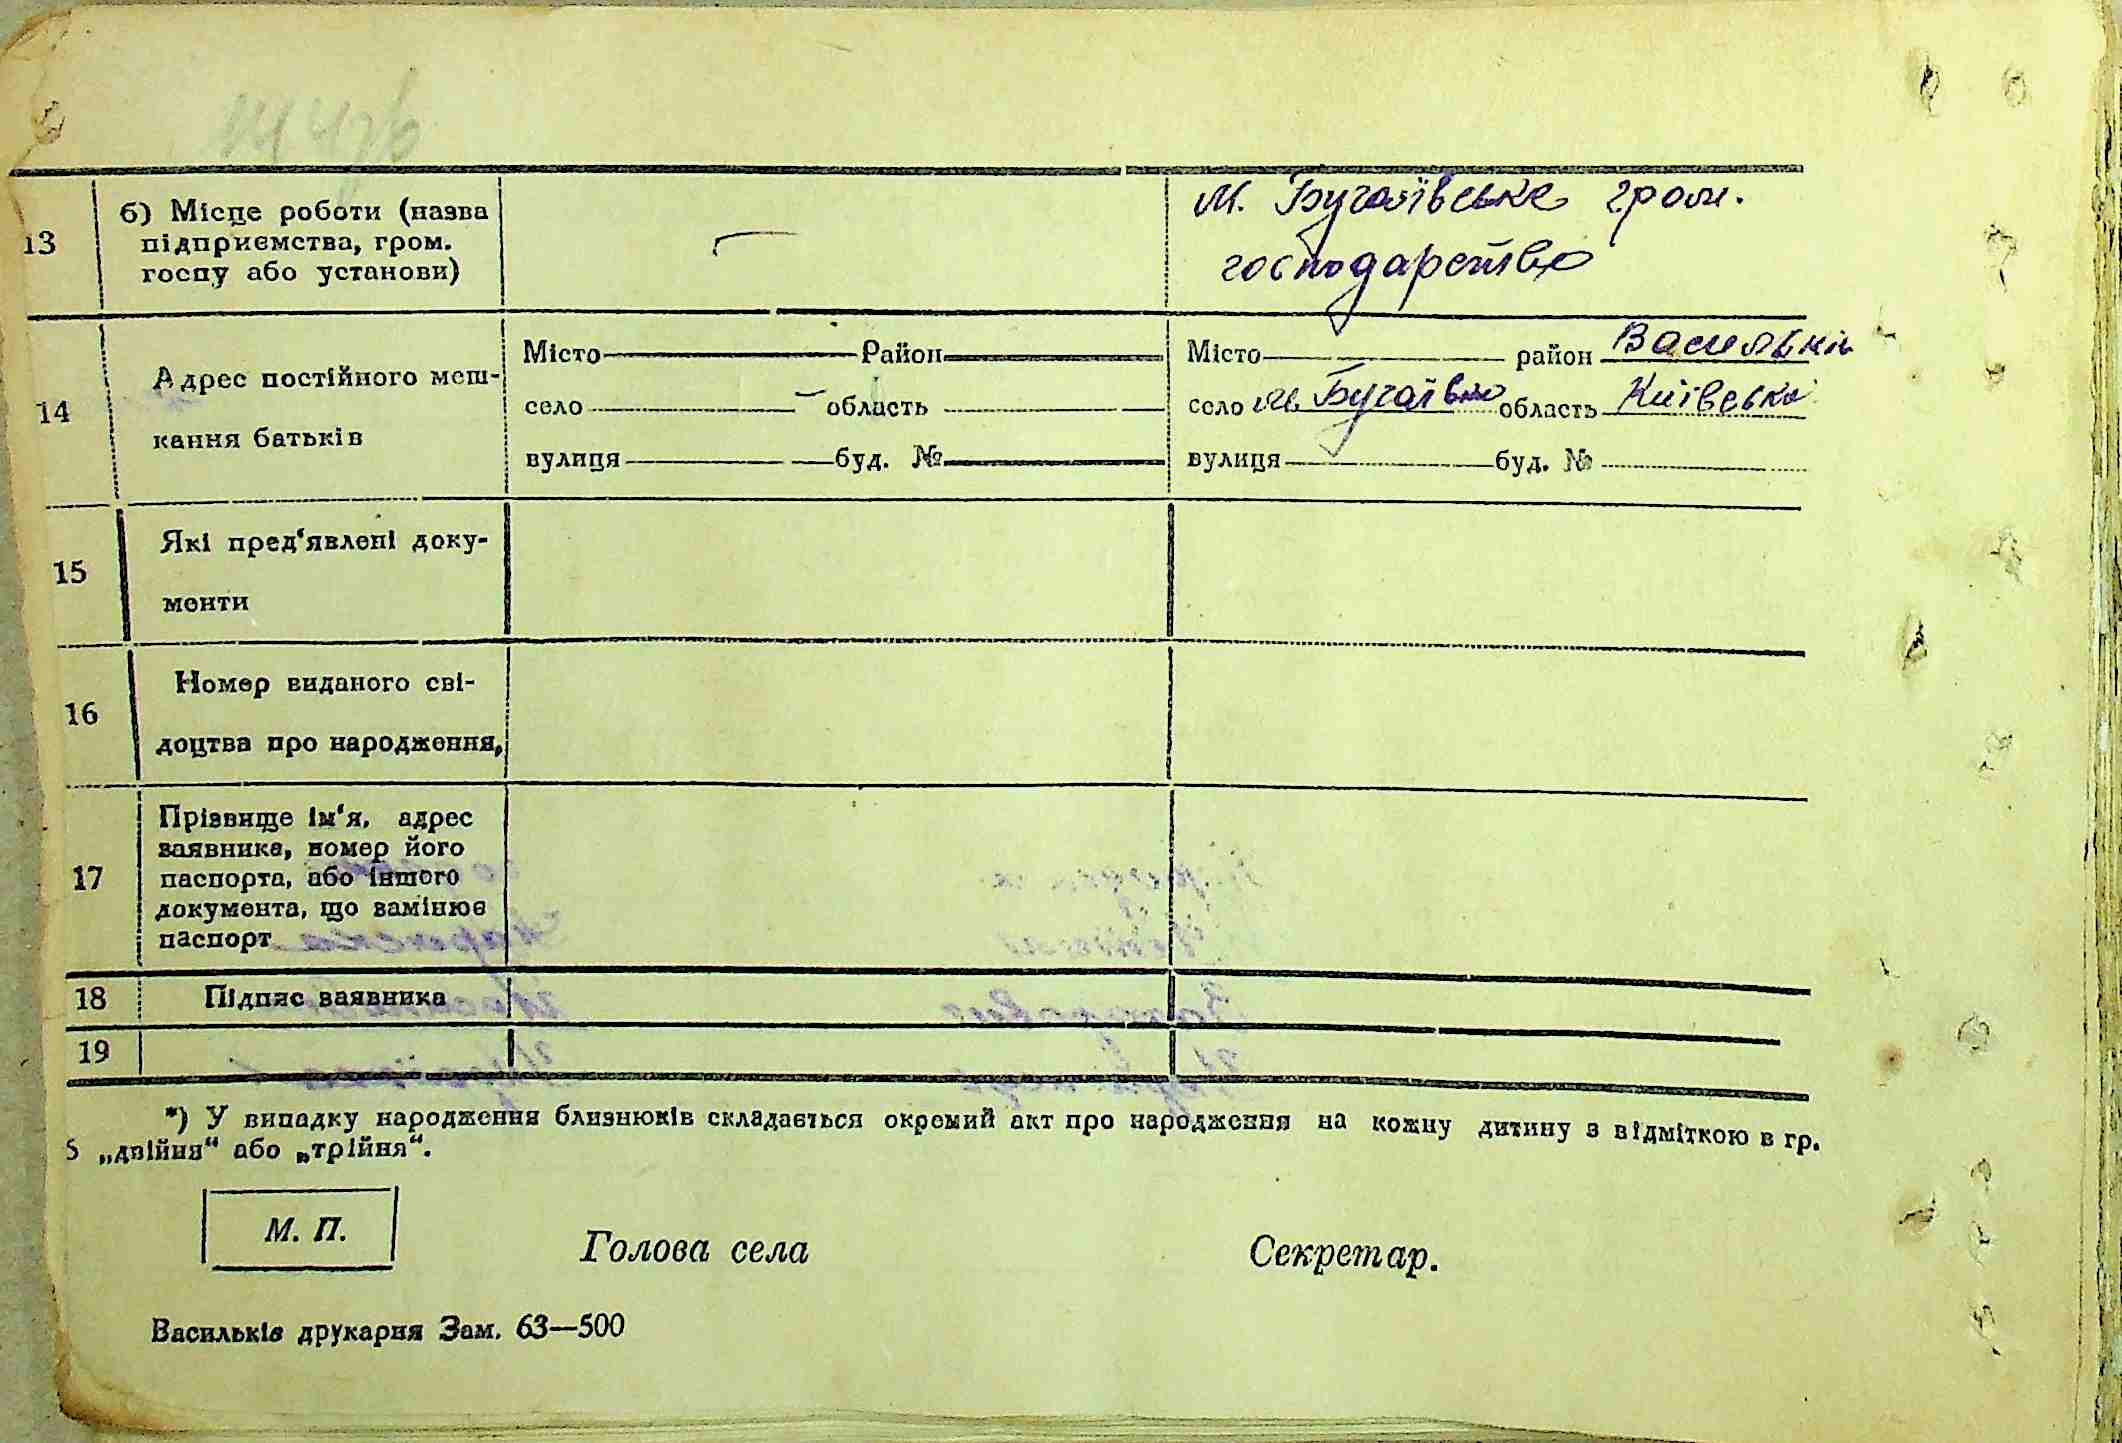 13
б) Місце роботи (назва
підприємства, гром.
госпу або установи)
М. Бугаївське гром.
господарство
14
Адрес постійного меш-
кання батьків
Місто Район
село область
вулиця буд. №
Місто район Васильків
село М. Бугаївка область Київська
вулиця буд. №
15
Які пред‘явлені доку-
менти
16
Номер виданого сві-
доцтва про народження,
17
Прізвище ім‘я, адрес
заявника, номер його
паспорта, або іншого
документа, що замінює
паспорт
18 Підпис заявника
19
*) У випадку народження близнюків складається окремий акт про народження на кожну дитину з відміткою в гр.
5 „двійня“ або „трійня“.
М. П.
Голова села
Секретар.
Васильків друкарня Зам. 63—500